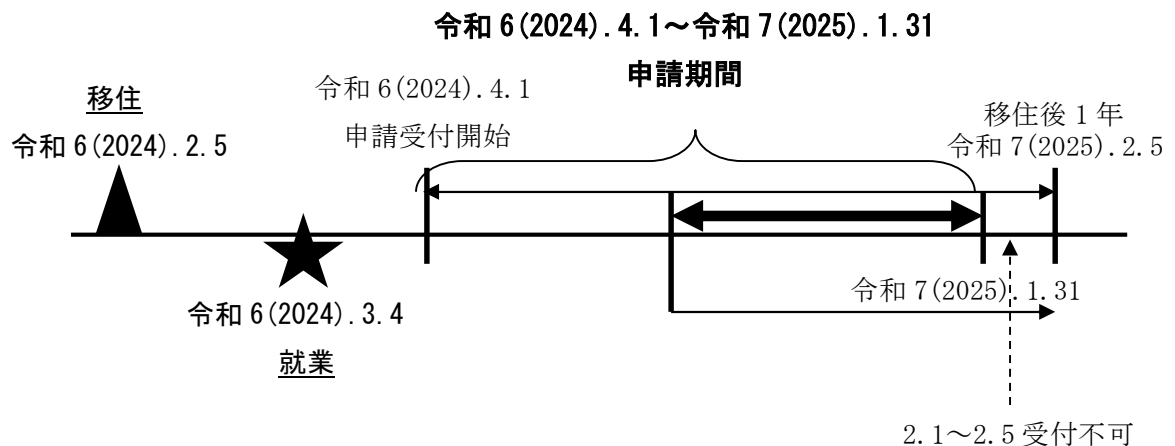 令和 6(2024).4.1～令和 7(2025).1.31
申請期間
令和 6(2024).4.1
申請受付開始
移住
令和 6(2024).2.5
移住後 1 年
令和 7(2025).2.5
令和 7(2025).1.31
令和 6(2024).3.4
就業
2.1～2.5 受付不可